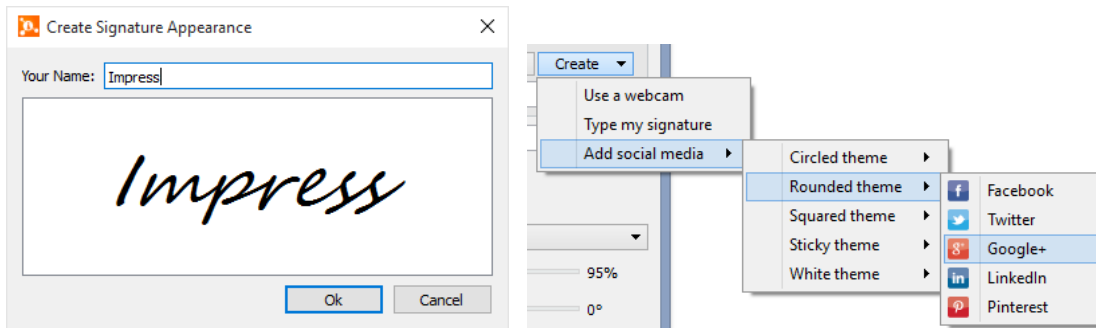 Create Signature Appearance
Your Name: Impress
Impress
Ok Cancel
Create
Use a webcam
Type my signature
Add social media
Circled theme
Rounded theme
Squared theme
Sticky theme
White theme
Facebook
Twitter
Google+
LinkedIn
Pinterest
95%
0°